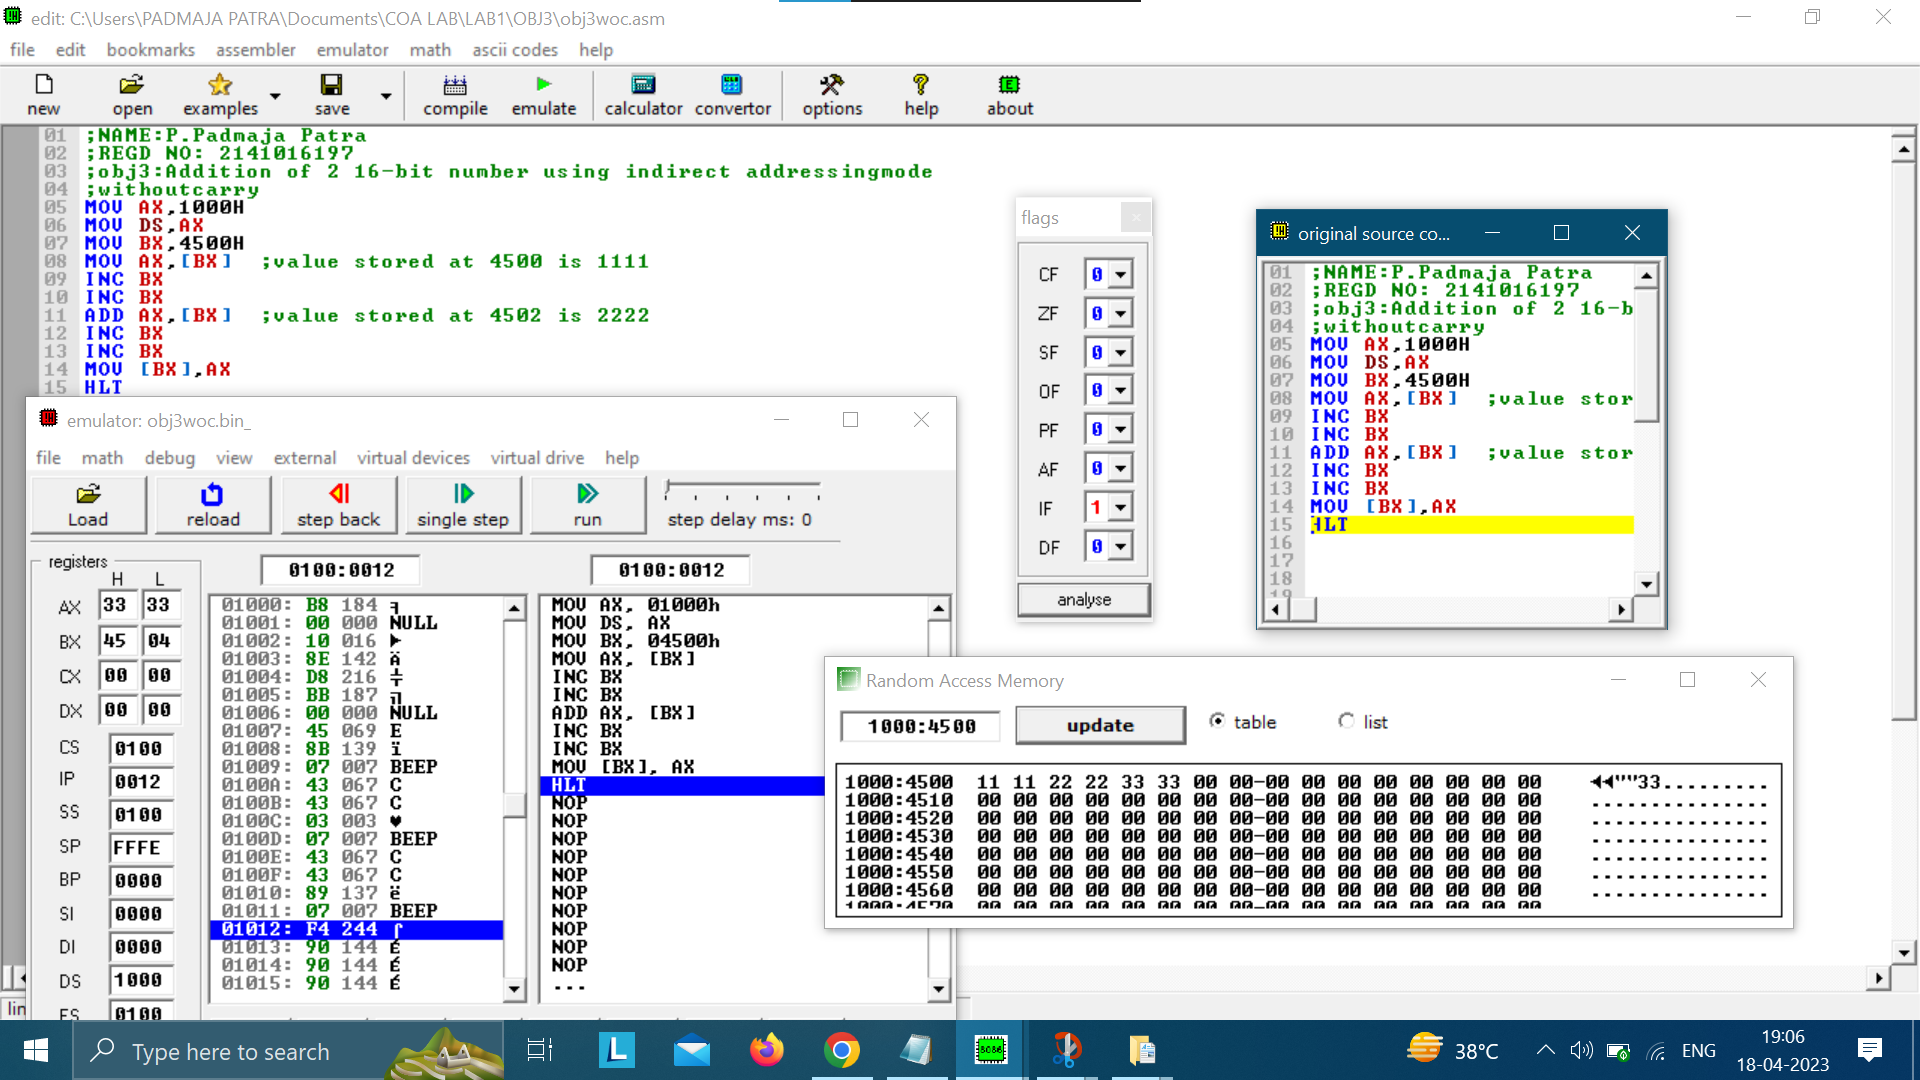 edit: C:\Users\PADMAJA PATRA\Documents\COA LAB\LAB1\OBJ3\obj3woc.asm
file edit bookmarks assembler emulator math ascii codes help
new open examples save compile emulate calculator convertor options help about
01 ;NAME:P.Padmaja Patra
02 ;REGD NO: 2141016197
03 ;obj3:Addition of 2 16-bit number using indirect addressingmode
04 ;withoutcarry
05 MOV AX,1000H
06 MOV DS,AX
07 MOV BX,4500H
08 MOV AX,[BX] ;value stored at 4500 is 1111
09 INC BX
10 INC BX
11 ADD AX,[BX] ;value stored at 4502 is 2222
12 INC BX
13 INC BX
14 MOV [BX],AX
15 HLT
flags
CF 0
ZF 0
SF 0
OF 0
PF 0
AF 0
IF 1
DF 0
analyse
original source co...
01 ;NAME:P.Padmaja Patra
02 ;REGD NO: 2141016197
03 ;obj3:Addition of 2 16-b
04 ;withoutcarry
05 MOV AX,1000H
06 MOV DS,AX
07 MOV BX,4500H
08 MOV AX,[BX] ;value stor
09 INC BX
10 INC BX
11 ADD AX,[BX] ;value stor
12 INC BX
13 INC BX
14 MOV [BX],AX
15 HLT
16
17
18
19
emulator: obj3woc.bin_
file math debug view external virtual devices virtual drive help
Load reload step back single step run step delay ms: 0
registers
H L
AX 33 33
BX 45 04
CX 00 00
DX 00 00
CS 0100
IP 0012
SS 0100
SP FFFE
BP 0000
SI 0000
DI 0000
DS 1000
ES 0100
0100:0012 0100:0012
01000: B8 184 ╕
01001: 00 000 NULL
01002: 10 016 ►
01003: 8E 142 Ä
01004: D8 216 ╪
01005: BB 187 ╗
01006: 00 000 NULL
01007: 45 069 E
01008: 8B 139 ï
01009: 07 007 BEEP
0100A: 43 067 C
0100B: 43 067 C
0100C: 03 003 ♥
0100D: 07 007 BEEP
0100E: 43 067 C
0100F: 43 067 C
01010: 89 137 ë
01011: 07 007 BEEP
01012: F4 244 ⌠
01013: 90 144 É
01014: 90 144 É
01015: 90 144 É
MOV AX, 01000h
MOV DS, AX
MOV BX, 04500h
MOV AX, [BX]
INC BX
INC BX
ADD AX, [BX]
INC BX
INC BX
MOV [BX], AX
HLT
NOP
NOP
NOP
NOP
NOP
NOP
NOP
NOP
NOP
NOP
...
Random Access Memory
1000:4500 update table list
1000:4500 11 11 22 22 33 33 00 00-00 00 00 00 00 00 00 00 ◄◄""33..........
1000:4510 00 00 00 00 00 00 00 00-00 00 00 00 00 00 00 00 ................
1000:4520 00 00 00 00 00 00 00 00-00 00 00 00 00 00 00 00 ................
1000:4530 00 00 00 00 00 00 00 00-00 00 00 00 00 00 00 00 ................
1000:4540 00 00 00 00 00 00 00 00-00 00 00 00 00 00 00 00 ................
1000:4550 00 00 00 00 00 00 00 00-00 00 00 00 00 00 00 00 ................
1000:4560 00 00 00 00 00 00 00 00-00 00 00 00 00 00 00 00 ................
1000:4570 00 00 00 00 00 00 00 00-00 00 00 00 00 00 00 00
lin
Type here to search
L
8086
38°C
ENG
19:06
18-04-2023